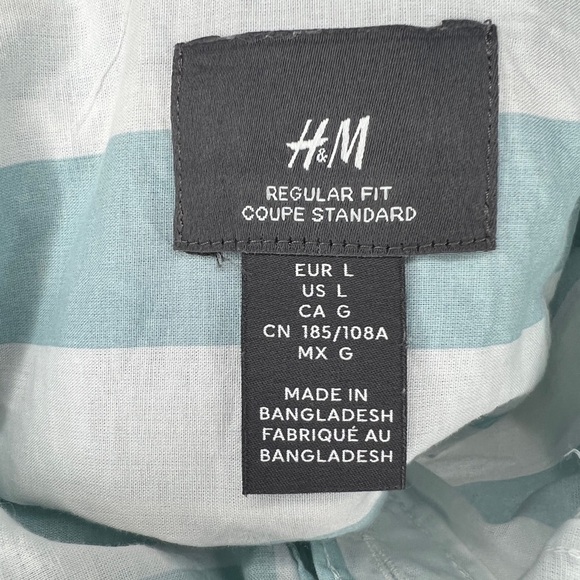 H&M
REGULAR FIT
COUPE STANDARD
EUR L
US L
CA G
CN 185/108A
MX G
MADE IN
BANGLADESH
FABRIQUÉ AU
BANGLADESH